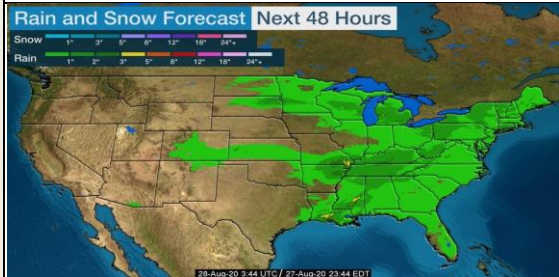 Rain and Snow Forecast Next 48 Hours
Snow 1" 3" 5" 8" 12" 18" 24"+
Rain 1" 2" 3" 5" 8" 12" 18" 24"+
28-Aug-20 3:44 UTC / 27-Aug-20 23:44 EDT